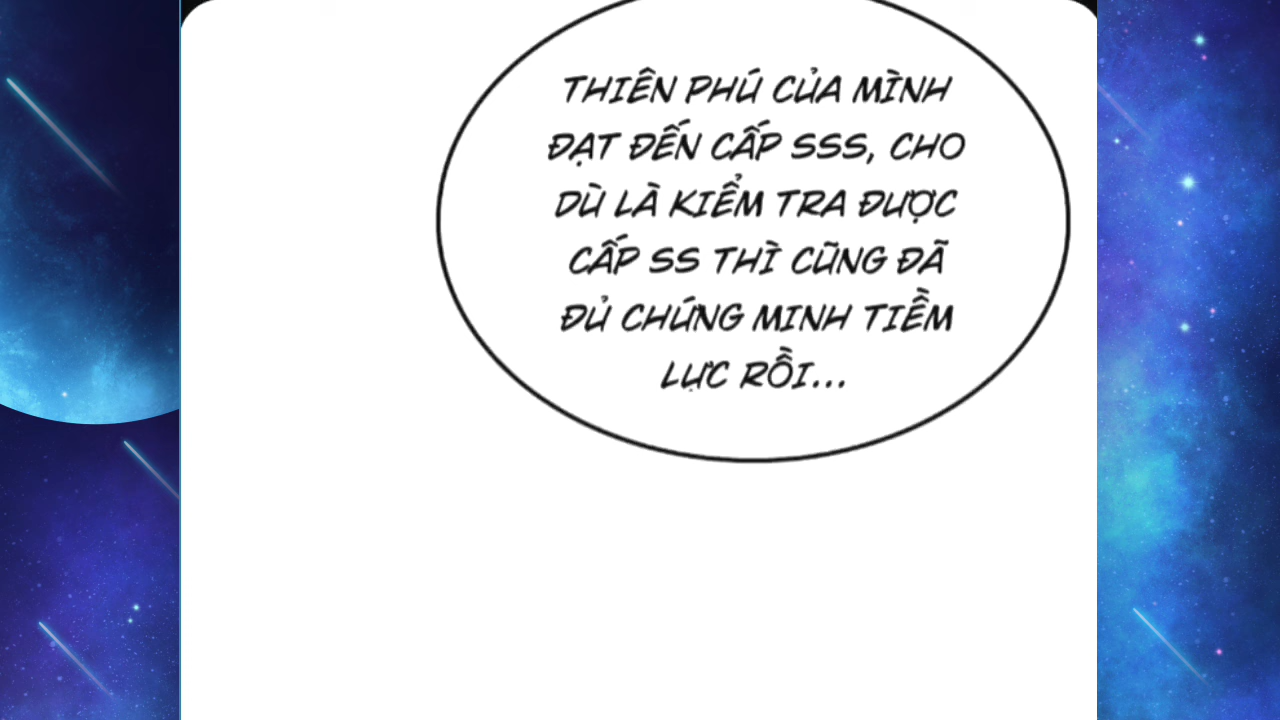 THIÊN PHÚ CỦA MÌNH
ĐẠT ĐẾN CẤP SSS, CHO
DÙ LÀ KIỂM TRA ĐƯỢC
CẤP SS THÌ CŨNG ĐÃ
ĐỦ CHỨNG MINH TIỀM
LỰC RỒI...